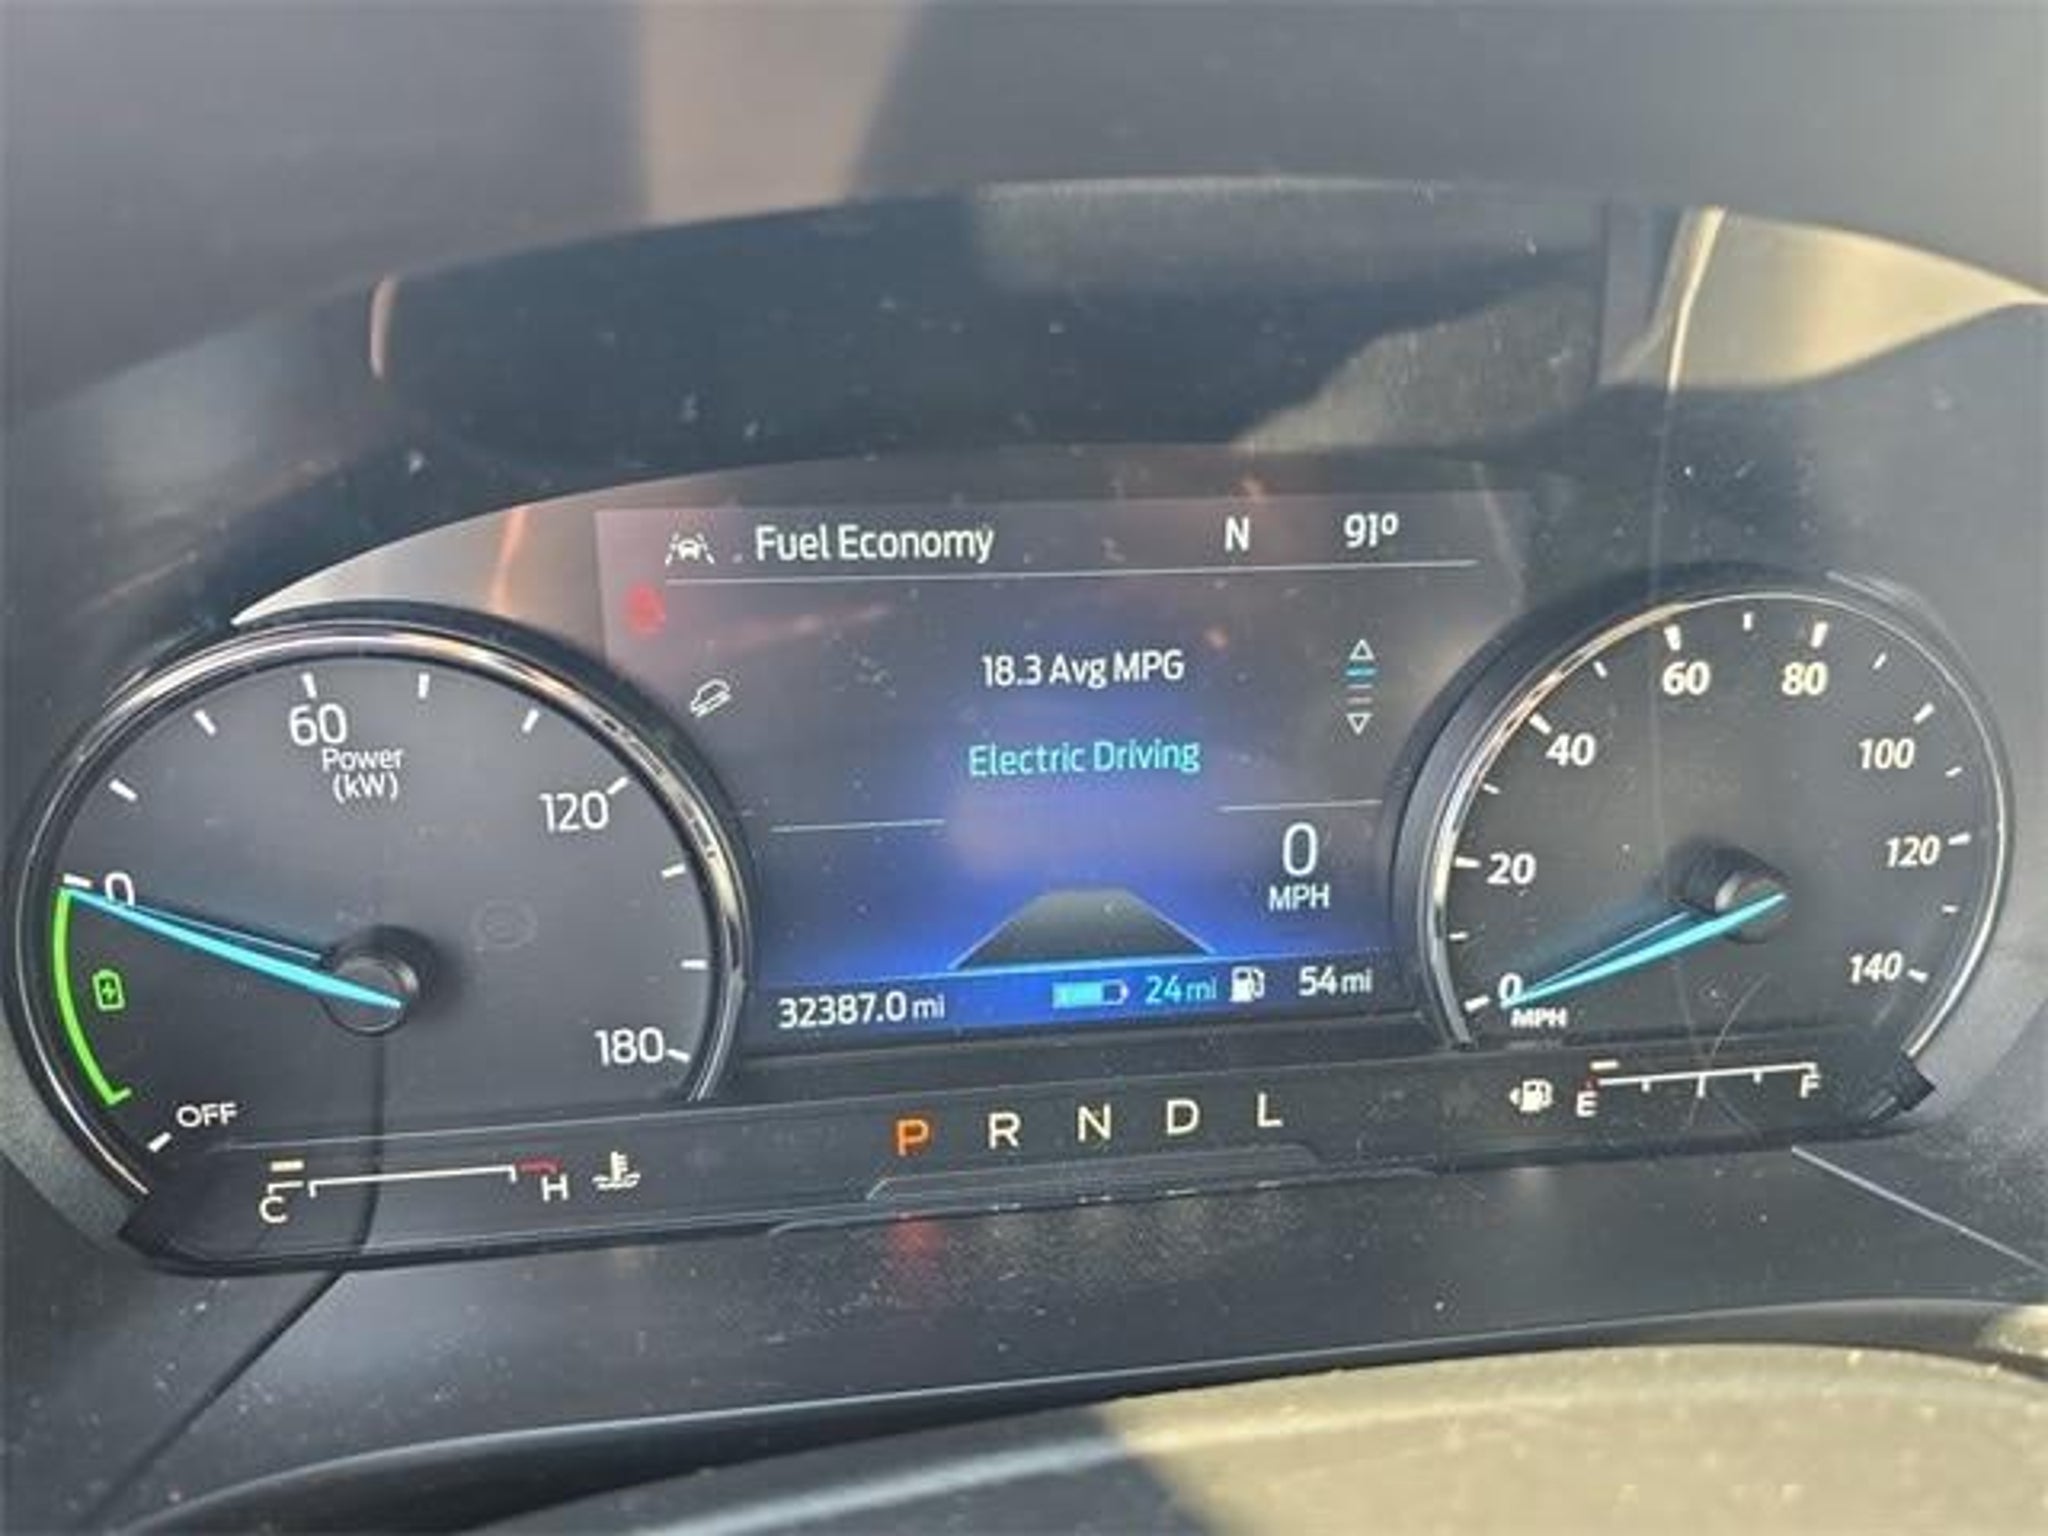 Fuel Economy N 91º
18.3 Avg MPG
Electric Driving
0
MPH
32387.0 mi 24 mi 54 mi
0
60
120
180
Power
(kW)
OFF
0
20
40
60
80
100
120
140
MPH
C H
P R N D L
E F